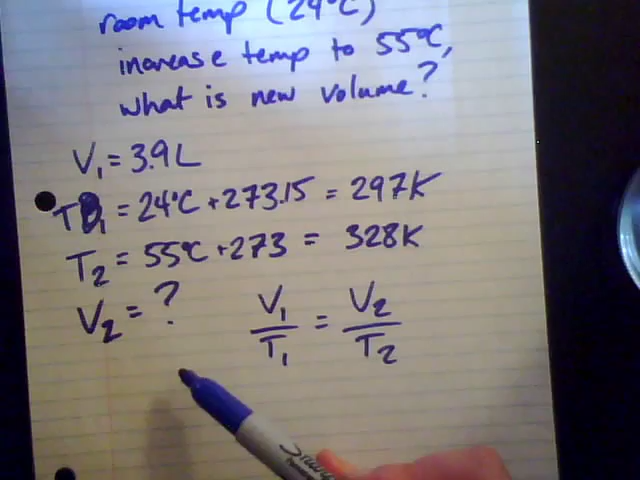 room temp (24°C)
increase temp to 55°C,
what is new volume?
V₁ = 3.9L
T₁ = 24°C + 273.15 = 297K
T₂ = 55°C + 273 = 328K
V₂ = ?
V₁/T₁ = V₂/T₂